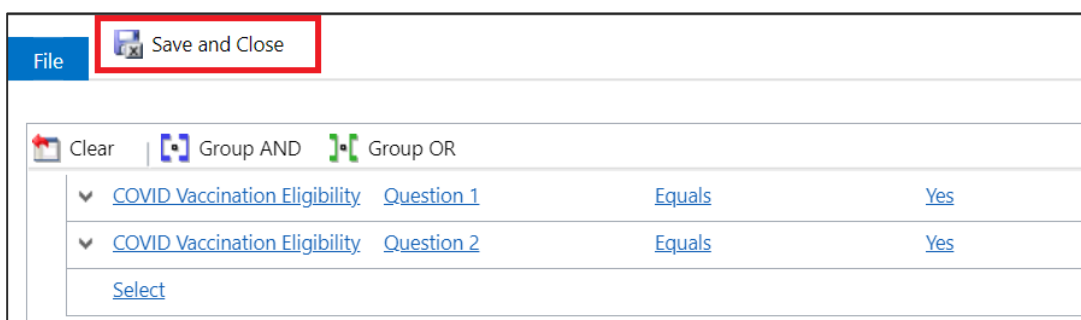 File Save and Close
Clear Group AND Group OR
COVID Vaccination Eligibility Question 1 Equals Yes
COVID Vaccination Eligibility Question 2 Equals Yes
Select